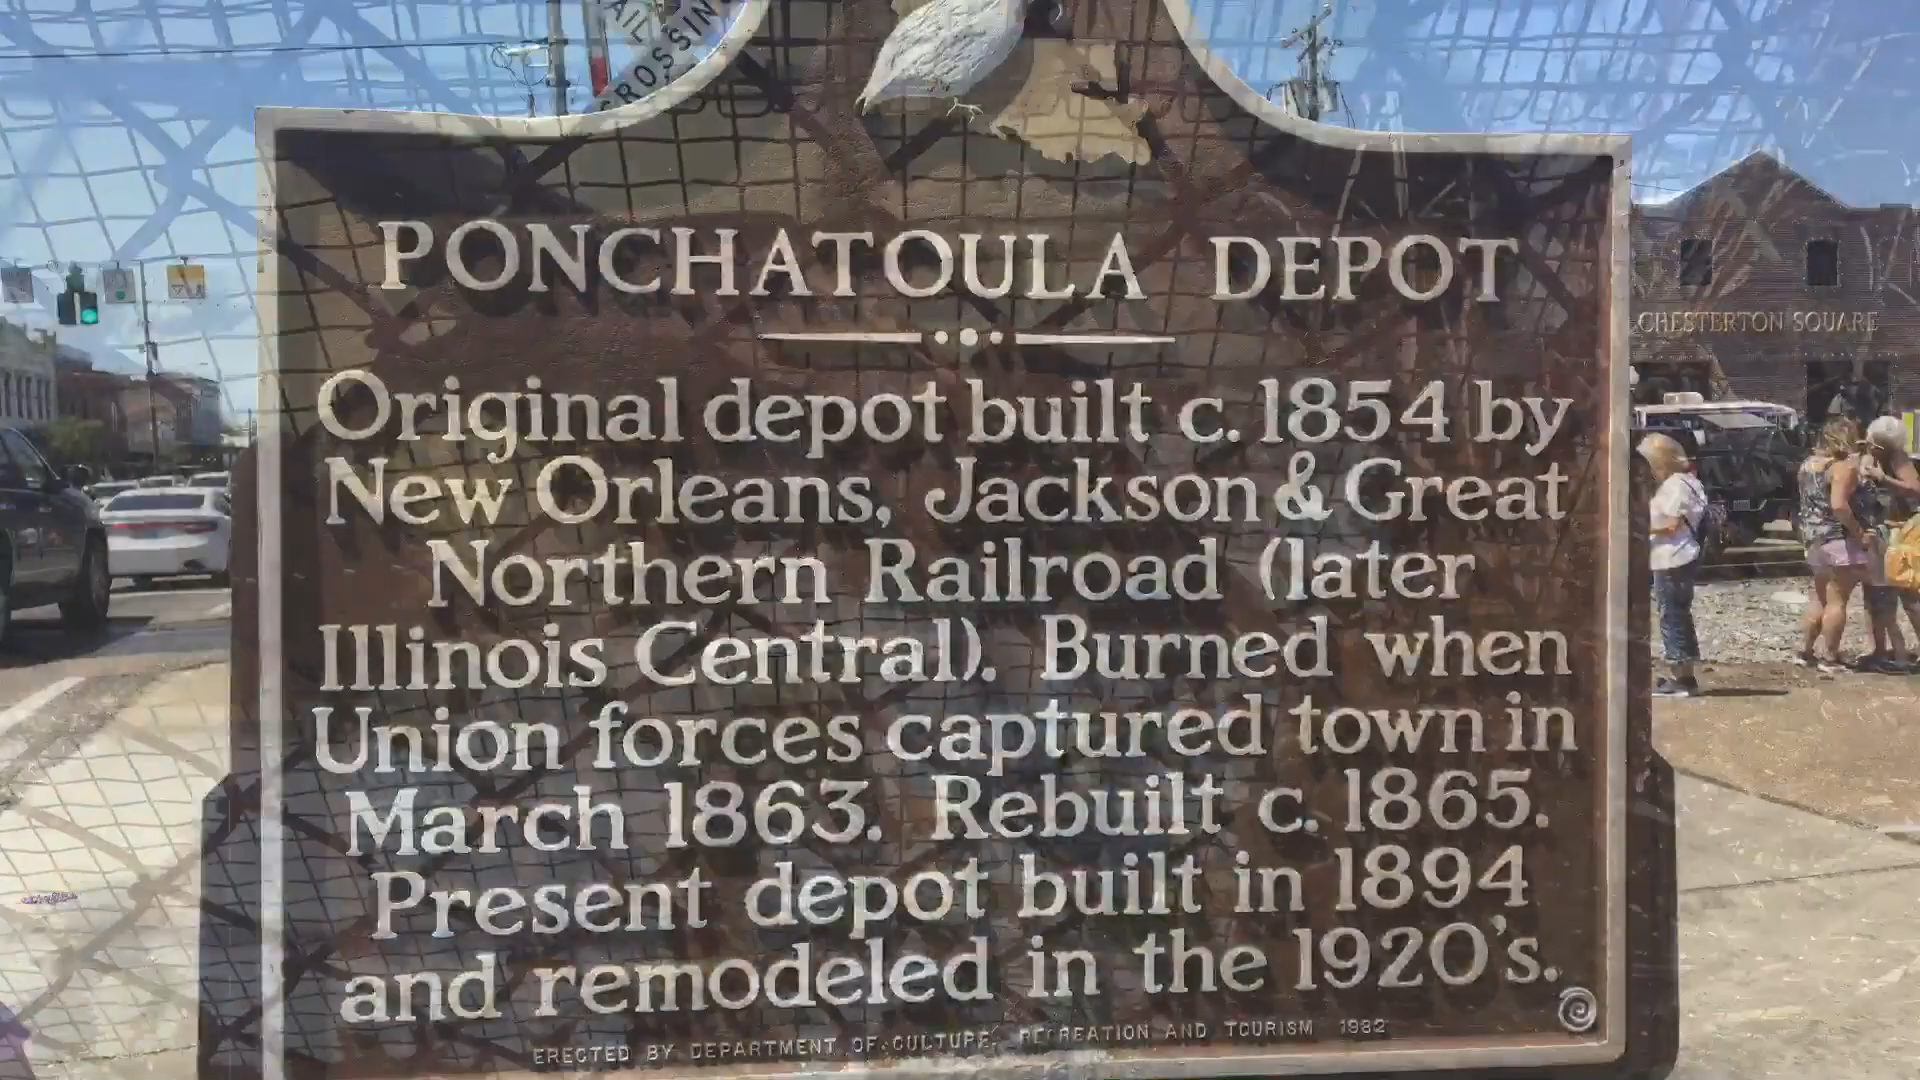 CROSSING
PONCHATOULA DEPOT
Original depot built c. 1854 by
New Orleans, Jackson & Great
Northern Railroad (later
Illinois Central). Burned when
Union forces captured town in
March 1863. Rebuilt c. 1865.
Present depot built in 1894
and remodeled in the 1920's.
ERECTED BY DEPARTMENT OF CULTURE, RECREATION AND TOURISM 1982
CHESTERTON SQUARE